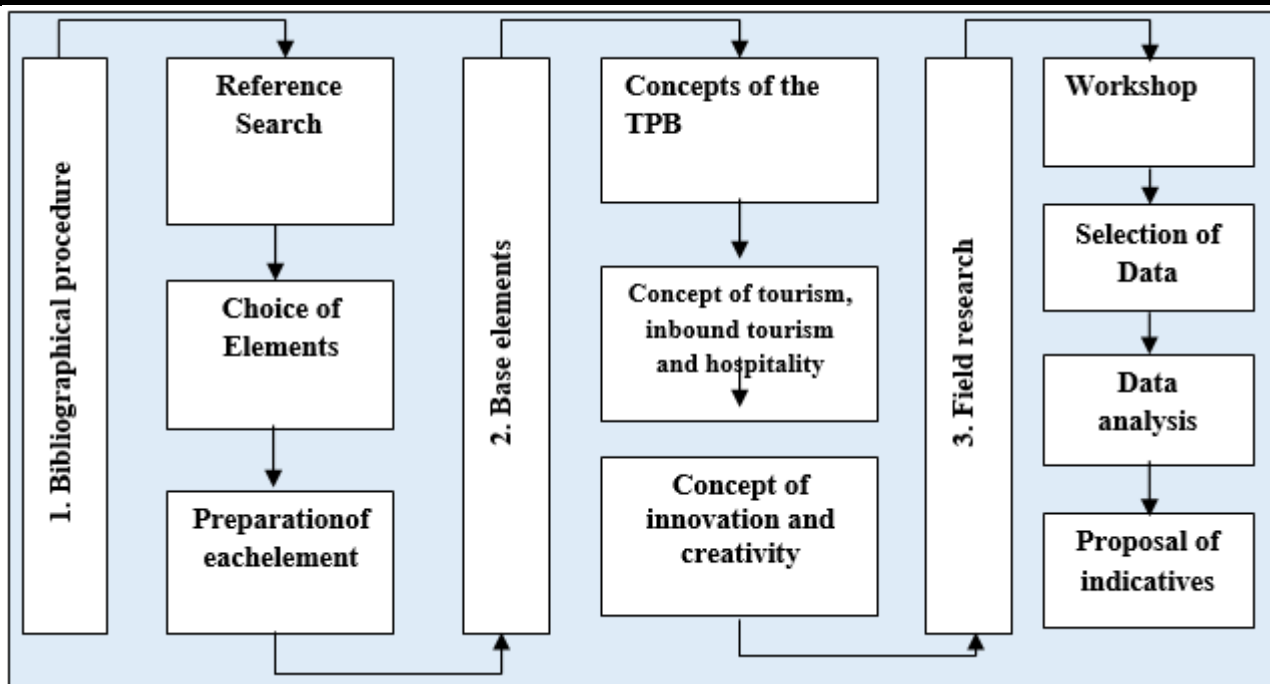 1. Bibliographical procedure
Reference
Search
Choice of
Elements
Preparationof
eachelement
2. Base elements
Concepts of the
TPB
Concept of tourism,
inbound tourism
and hospitality
Concept of
innovation and
creativity
3. Field research
Workshop
Selection of
Data
Data
analysis
Proposal of
indicatives